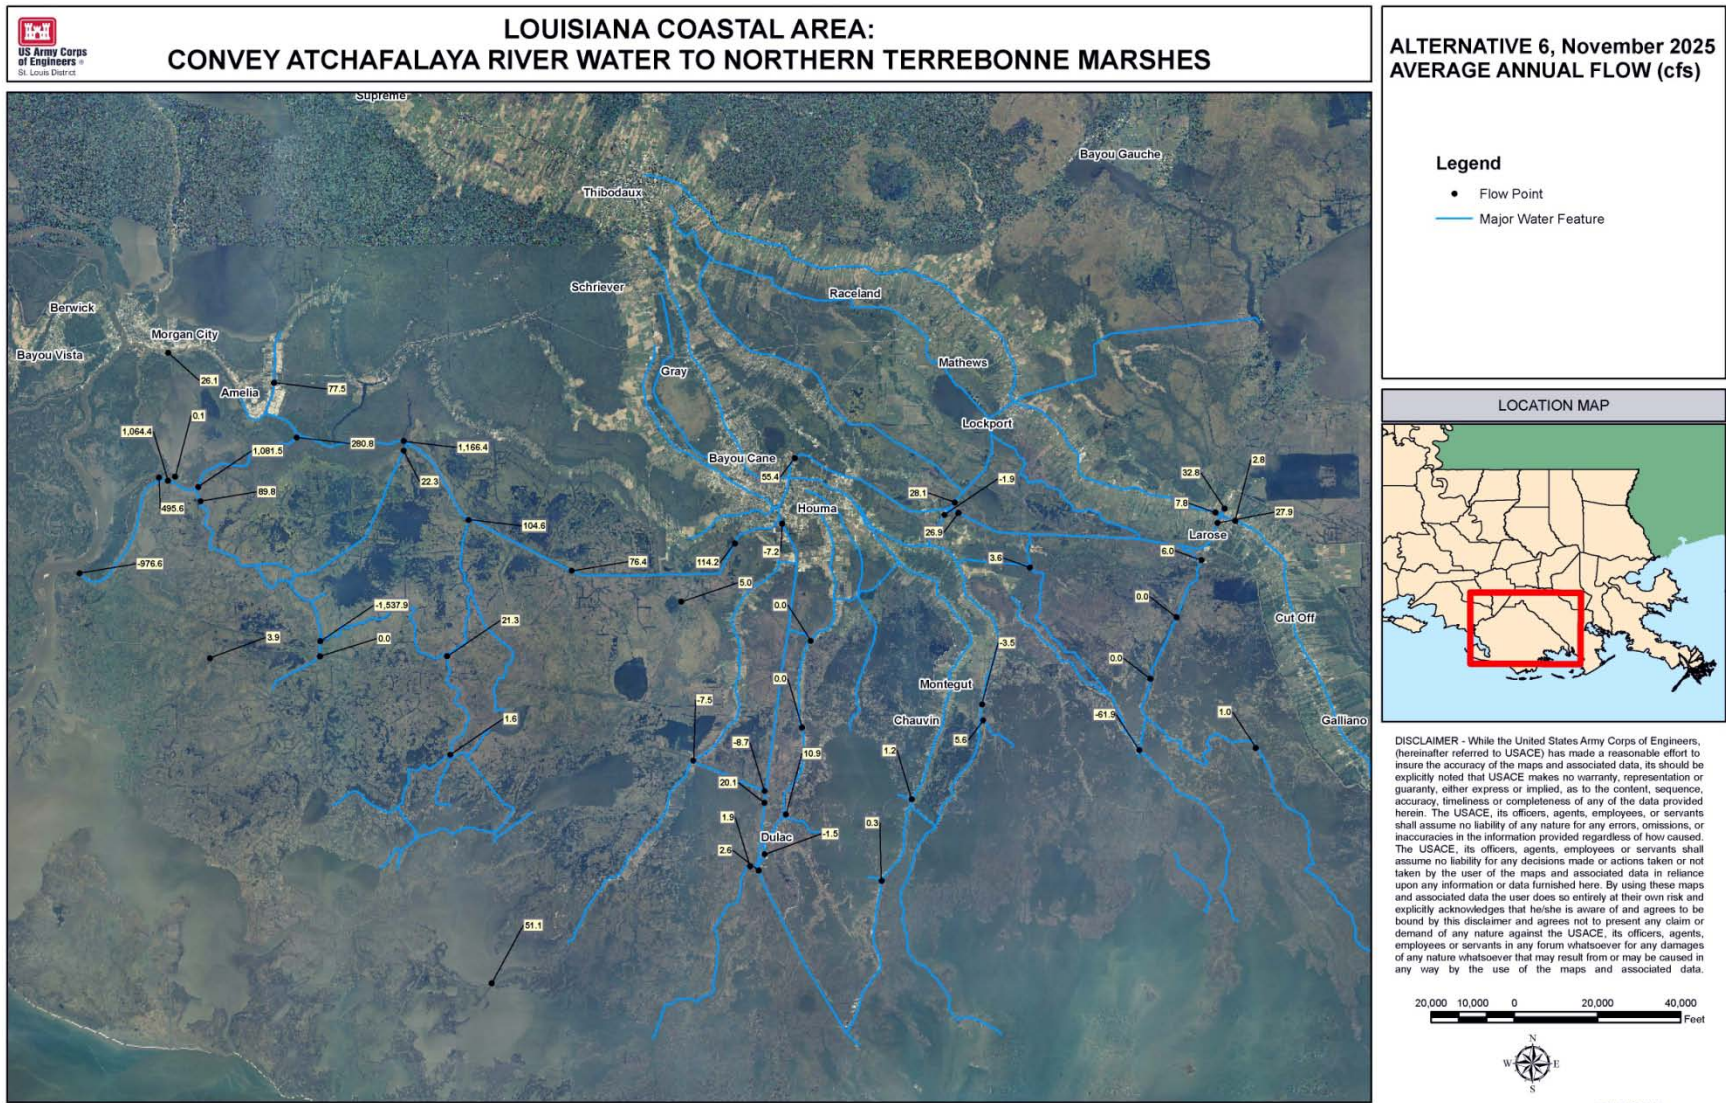 US Army Corps
of Engineers ®
St. Louis District
LOUISIANA COASTAL AREA:
CONVEY ATCHAFALAYA RIVER WATER TO NORTHERN TERREBONNE MARSHES
ALTERNATIVE 6, November 2025
AVERAGE ANNUAL FLOW (cfs)
Legend
Flow Point
Major Water Feature
LOCATION MAP
Supreme
Bayou Gauche
Thibodaux
Schriever
Raceland
Berwick
Morgan City
Bayou Vista
26.1
Amelia
77.5
Gray
Mathews
0.1
1,064.4
1,081.5
280.8
1,166.4
Lockport
Bayou Cane
55.4
22.3
89.8
495.6
28.1
-1.9
32.8
2.8
7.8
27.9
Houma
26.9
Larose
104.6
-7.2
114.2
76.4
3.6
6.0
-976.6
5.0
0.0
0.0
-1,537.9
21.3
Cut Off
3.9
0.0
-3.5
0.0
0.0
Montegut
-7.5
1.6
Chauvin
-61.9
1.0
Galliano
-8.7
10.9
1.2
5.6
20.1
1.9
0.3
Dulac
-1.5
2.6
51.1
DISCLAIMER - While the United States Army Corps of Engineers,
(hereinafter referred to USACE) has made a reasonable effort to
insure the accuracy of the maps and associated data, its should be
explicitly noted that USACE makes no warranty, representation or
guaranty, either express or implied, as to the content, sequence,
accuracy, timeliness or completeness of any of the data provided
herein. The USACE, its officers, agents, employees, or servants
shall assume no liability of any nature for any errors, omissions, or
inaccuracies in the information provided regardless of how caused.
The USACE, its officers, agents, employees or servants shall
assume no liability for any decisions made or actions taken or not
taken by the user of the maps and associated data in reliance
upon any information or data furnished here. By using these maps
and associated data the user does so entirely at their own risk and
explicitly acknowledges that he/she is aware of and agrees to be
bound by this disclaimer and agrees not to present any claim or
demand of any nature against the USACE, its officers, agents,
employees or servants in any forum whatsoever for any damages
of any nature whatsoever that may result from or may be caused in
any way by the use of the maps and associated data.
20,000 10,000 0 20,000 40,000
Feet
N
W E
S